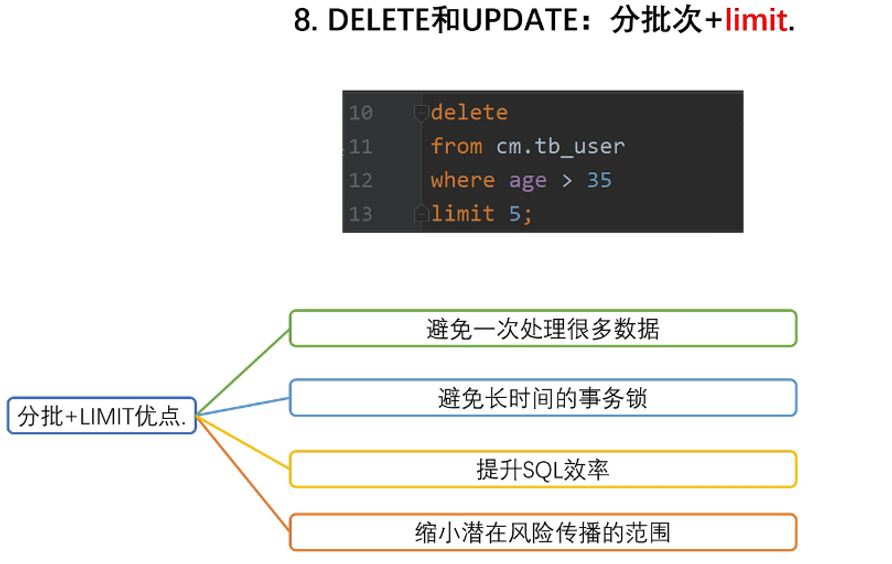 8. DELETE和UPDATE：分批次+limit.
10 delete
11 from cm.tb_user
12 where age > 35
13 limit 5;
避免一次处理很多数据
避免长时间的事务锁
分批+LIMIT优点.
提升SQL效率
缩小潜在风险传播的范围